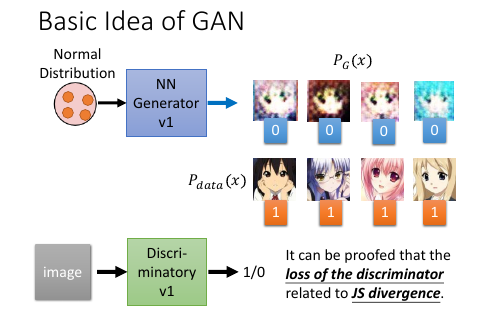 Basic Idea of GAN
Normal
Distribution
NN
Generator
v1
P_G(x)
0 0 0 0
P_data(x)
1 1 1 1
image
Discri-
minatory
v1
1/0
It can be proofed that the
loss of the discriminator
related to JS divergence.